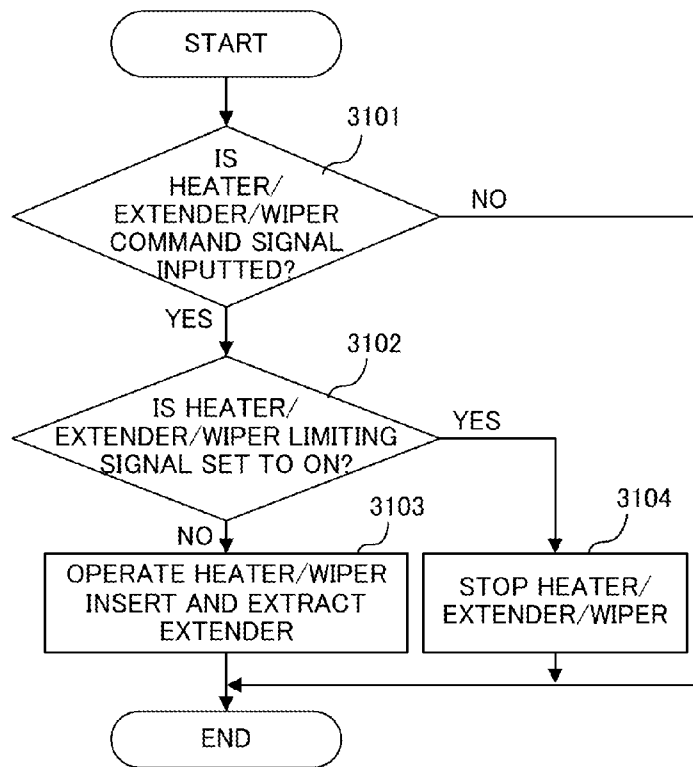 START
3101
IS
HEATER/
EXTENDER/WIPER
COMMAND SIGNAL
INPUTTED?
NO
YES
3102
IS HEATER/
EXTENDER/WIPER LIMITING
SIGNAL SET TO ON?
YES
NO
3103
3104
OPERATE HEATER/WIPER
INSERT AND EXTRACT
EXTENDER
STOP HEATER/
EXTENDER/WIPER
END